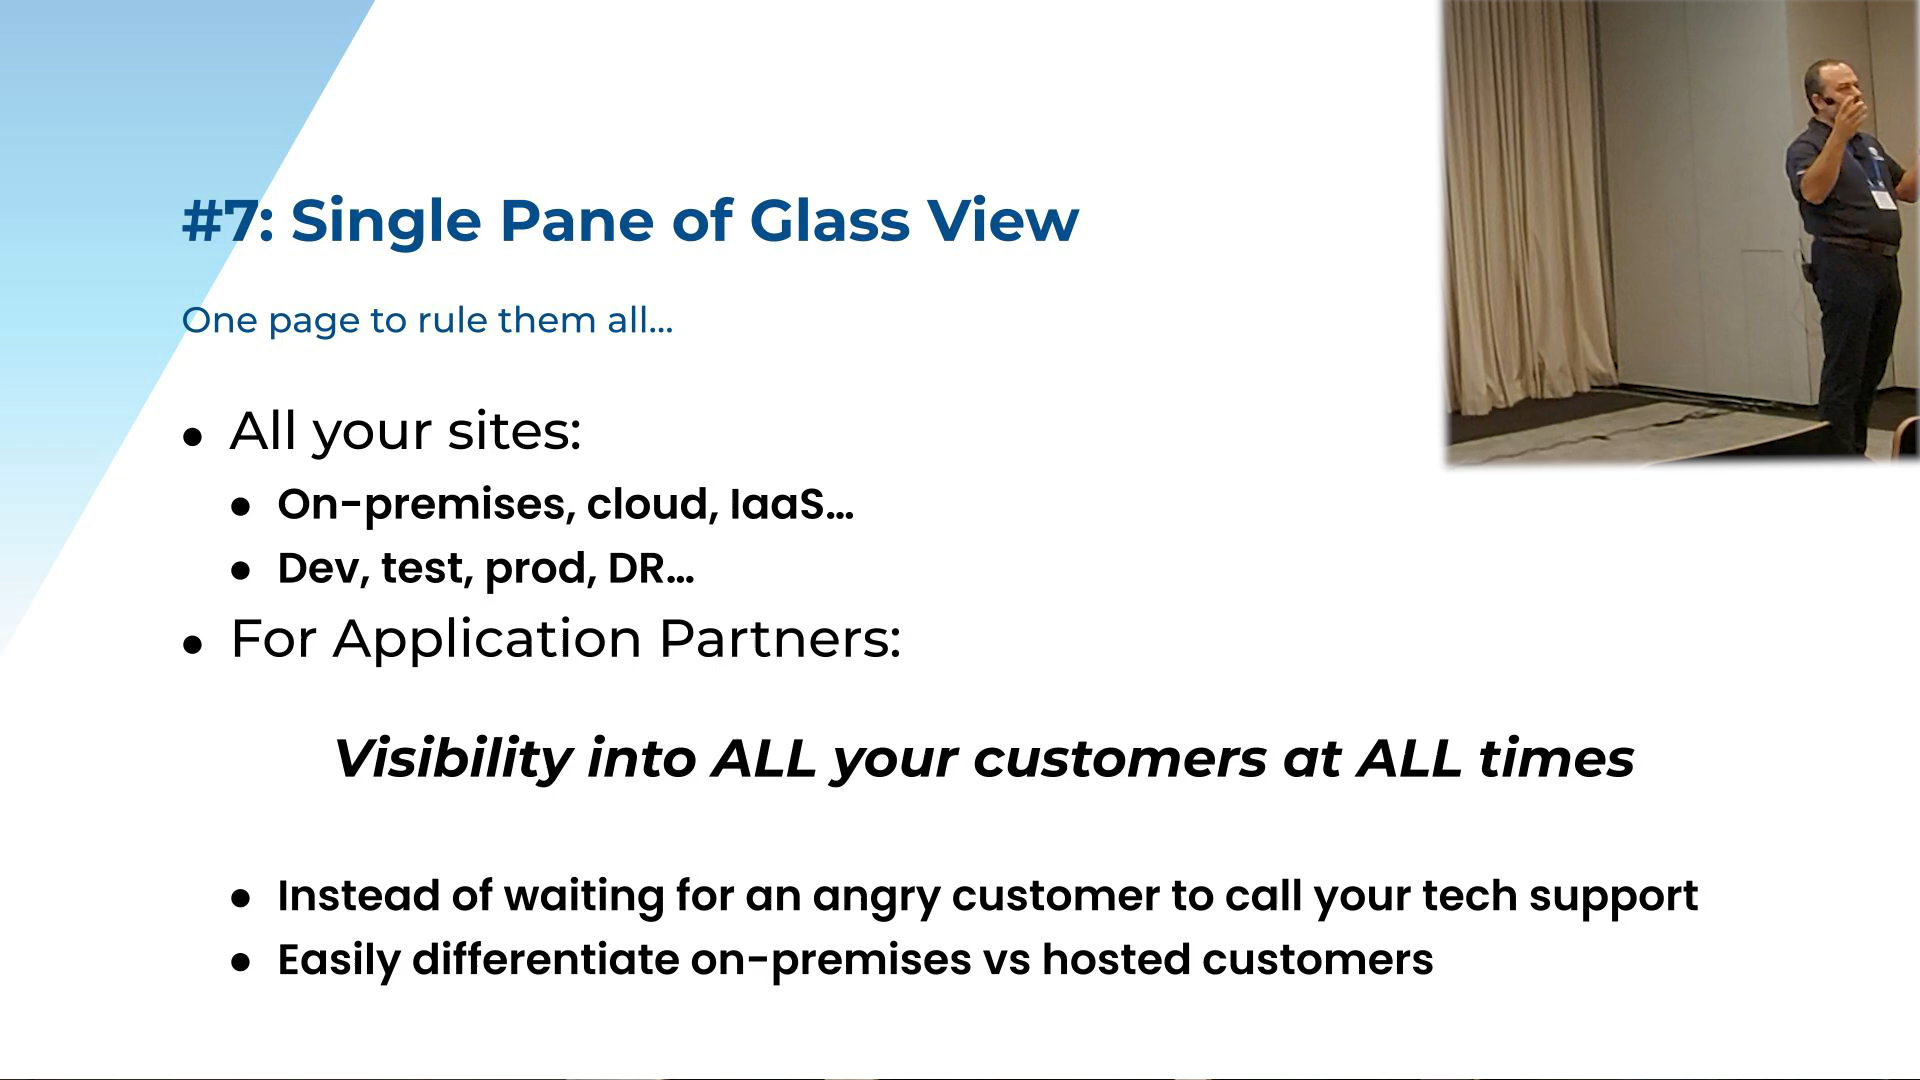 #7: Single Pane of Glass View
One page to rule them all...
● All your sites:
● On-premises, cloud, IaaS...
● Dev, test, prod, DR...
● For Application Partners:
Visibility into ALL your customers at ALL times
● Instead of waiting for an angry customer to call your tech support
● Easily differentiate on-premises vs hosted customers